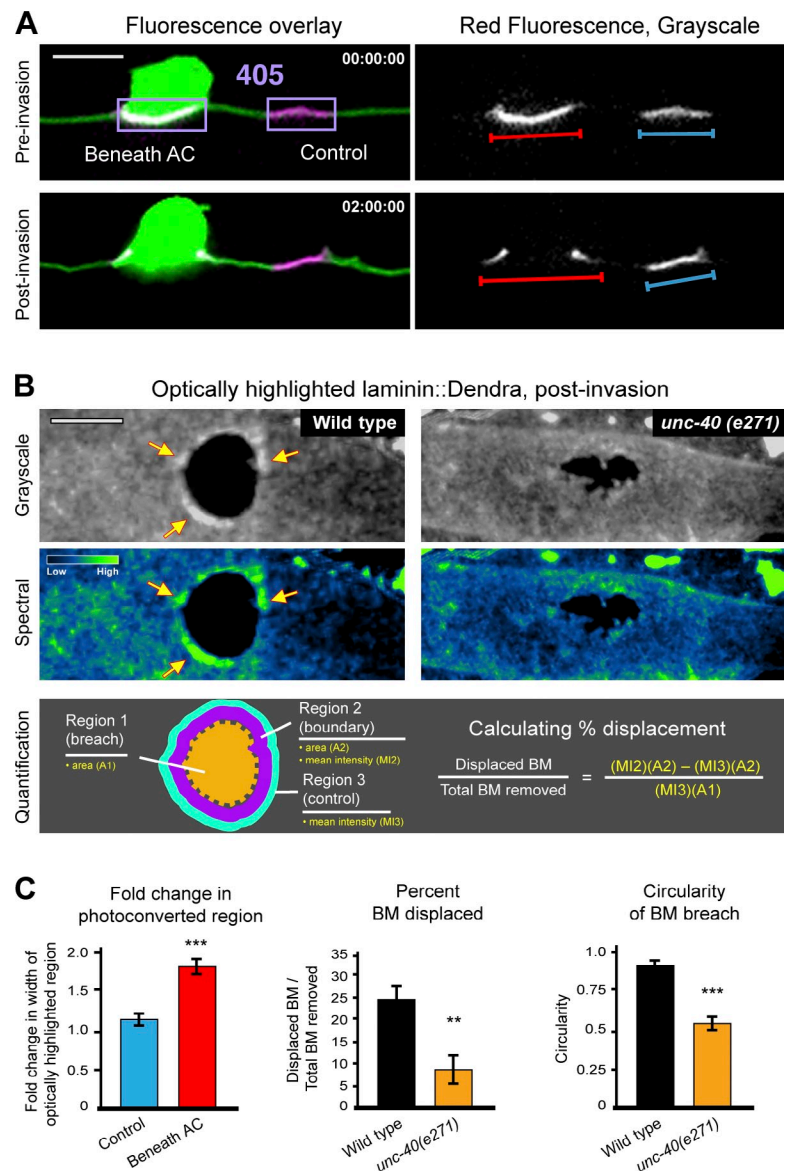 A
Fluorescence overlay
Red Fluorescence, Grayscale
Pre-invasion
405
00:00:00
Beneath AC
Control
Post-invasion
02:00:00
B
Optically highlighted laminin::Dendra, post-invasion
Grayscale
Wild type
unc-40 (e271)
Spectral
Low
High
Quantification
Region 1
(breach)
• area (A1)
Region 2
(boundary)
• area (A2)
• mean intensity (MI2)
Region 3
(control)
• mean intensity (MI3)
Calculating % displacement
Displaced BM
Total BM removed
=
(MI2)(A2) – (MI3)(A2)
(MI3)(A1)
C
Fold change in
photoconverted region
Fold change in width of
optically highlighted region
2.0
1.5
1.0
0.5
0
***
Control
Beneath AC
Percent
BM displaced
Displaced BM /
Total BM removed
35
30
25
20
15
10
5
0
**
Wild type
unc-40(e271)
Circularity
of BM breach
Circularity
1.0
0.75
0.5
0.25
0
***
Wild type
unc-40(e271)